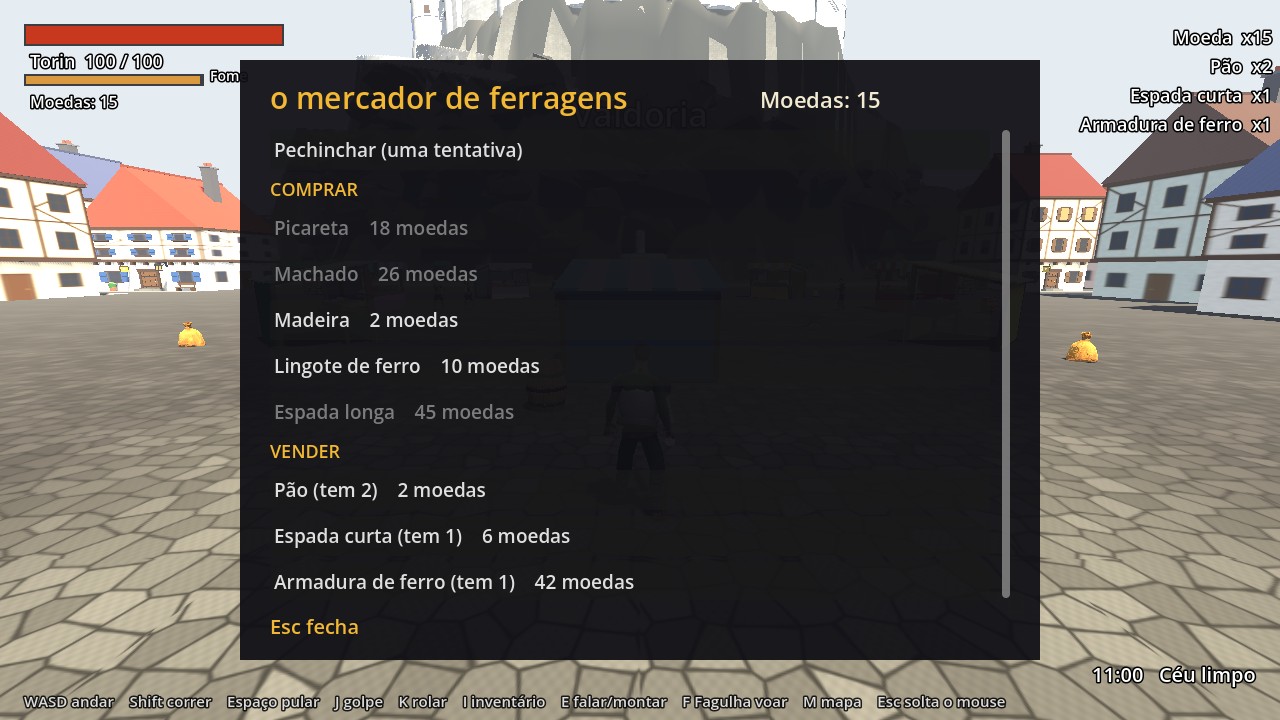 Torin 100 / 100
Fome
Moedas: 15
Moeda x15
Pão x2
Espada curta x1
Armadura de ferro x1
o mercador de ferragens
Moedas: 15
Valdoria
Pechinchar (uma tentativa)
COMPRAR
Picareta 18 moedas
Machado 26 moedas
Madeira 2 moedas
Lingote de ferro 10 moedas
Espada longa 45 moedas
VENDER
Pão (tem 2) 2 moedas
Espada curta (tem 1) 6 moedas
Armadura de ferro (tem 1) 42 moedas
Esc fecha
11:00 Céu limpo
WASD andar Shift correr Espaço pular J golpe K rolar I inventário E falar/montar F Fagulha voar M mapa Esc solta o mouse